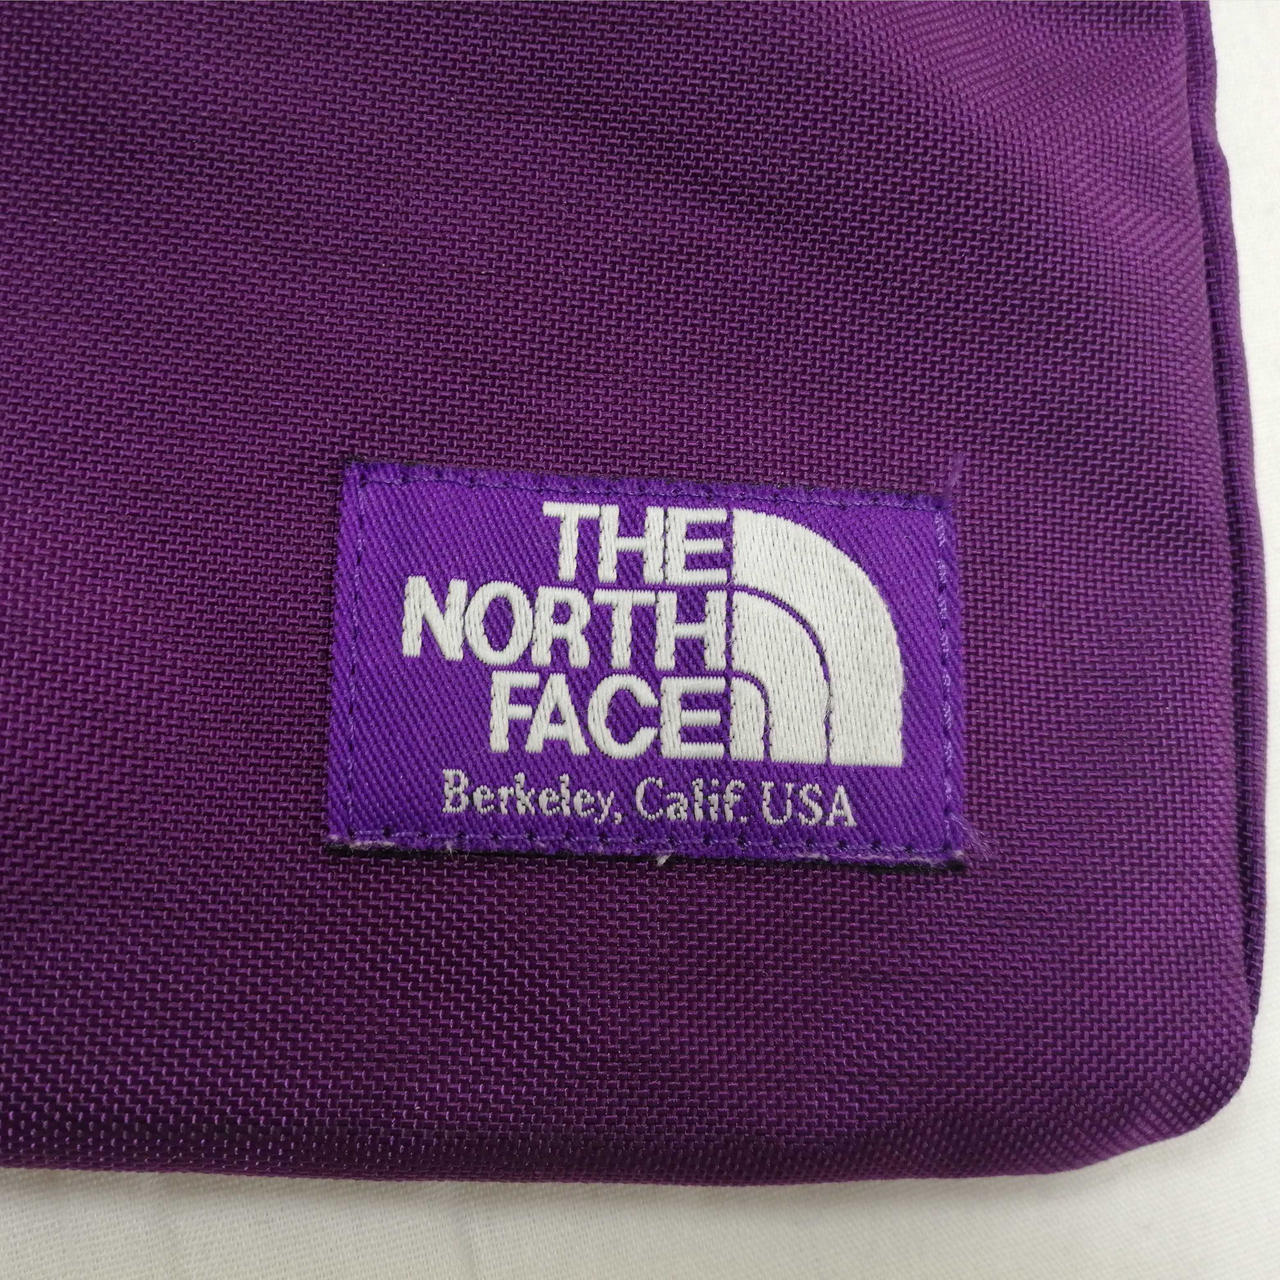 THE
NORTH
FACE
Berkeley, Calif. USA